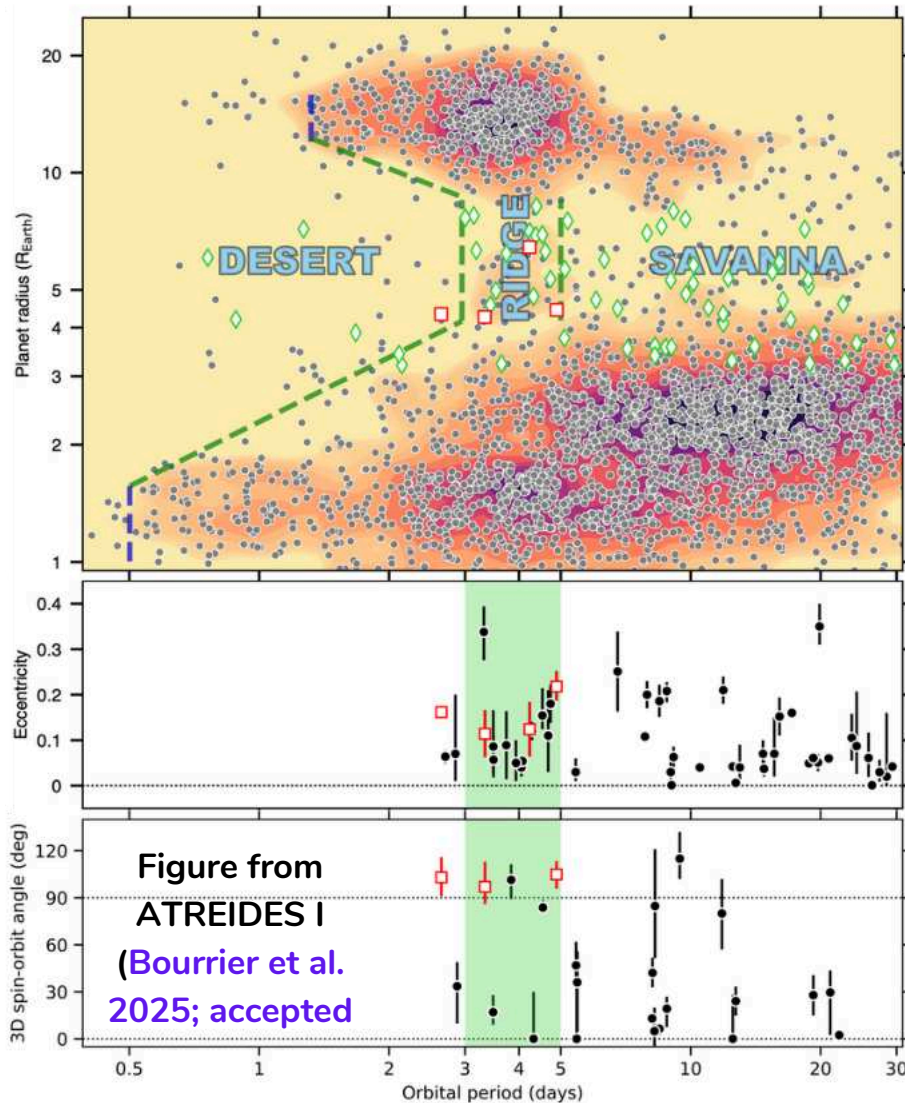 20
10
5
4
3
2
1
Planet radius (R_Earth)
DESERT
RIDGE
SAVANNA
0.4
0.3
0.2
0.1
0
Eccentricity
120
90
60
30
0
3D spin-orbit angle (deg)
Figure from
ATREIDES I
(Bourrier et al.
2025; accepted
0.5
1
2
3
4
5
10
20
30
Orbital period (days)